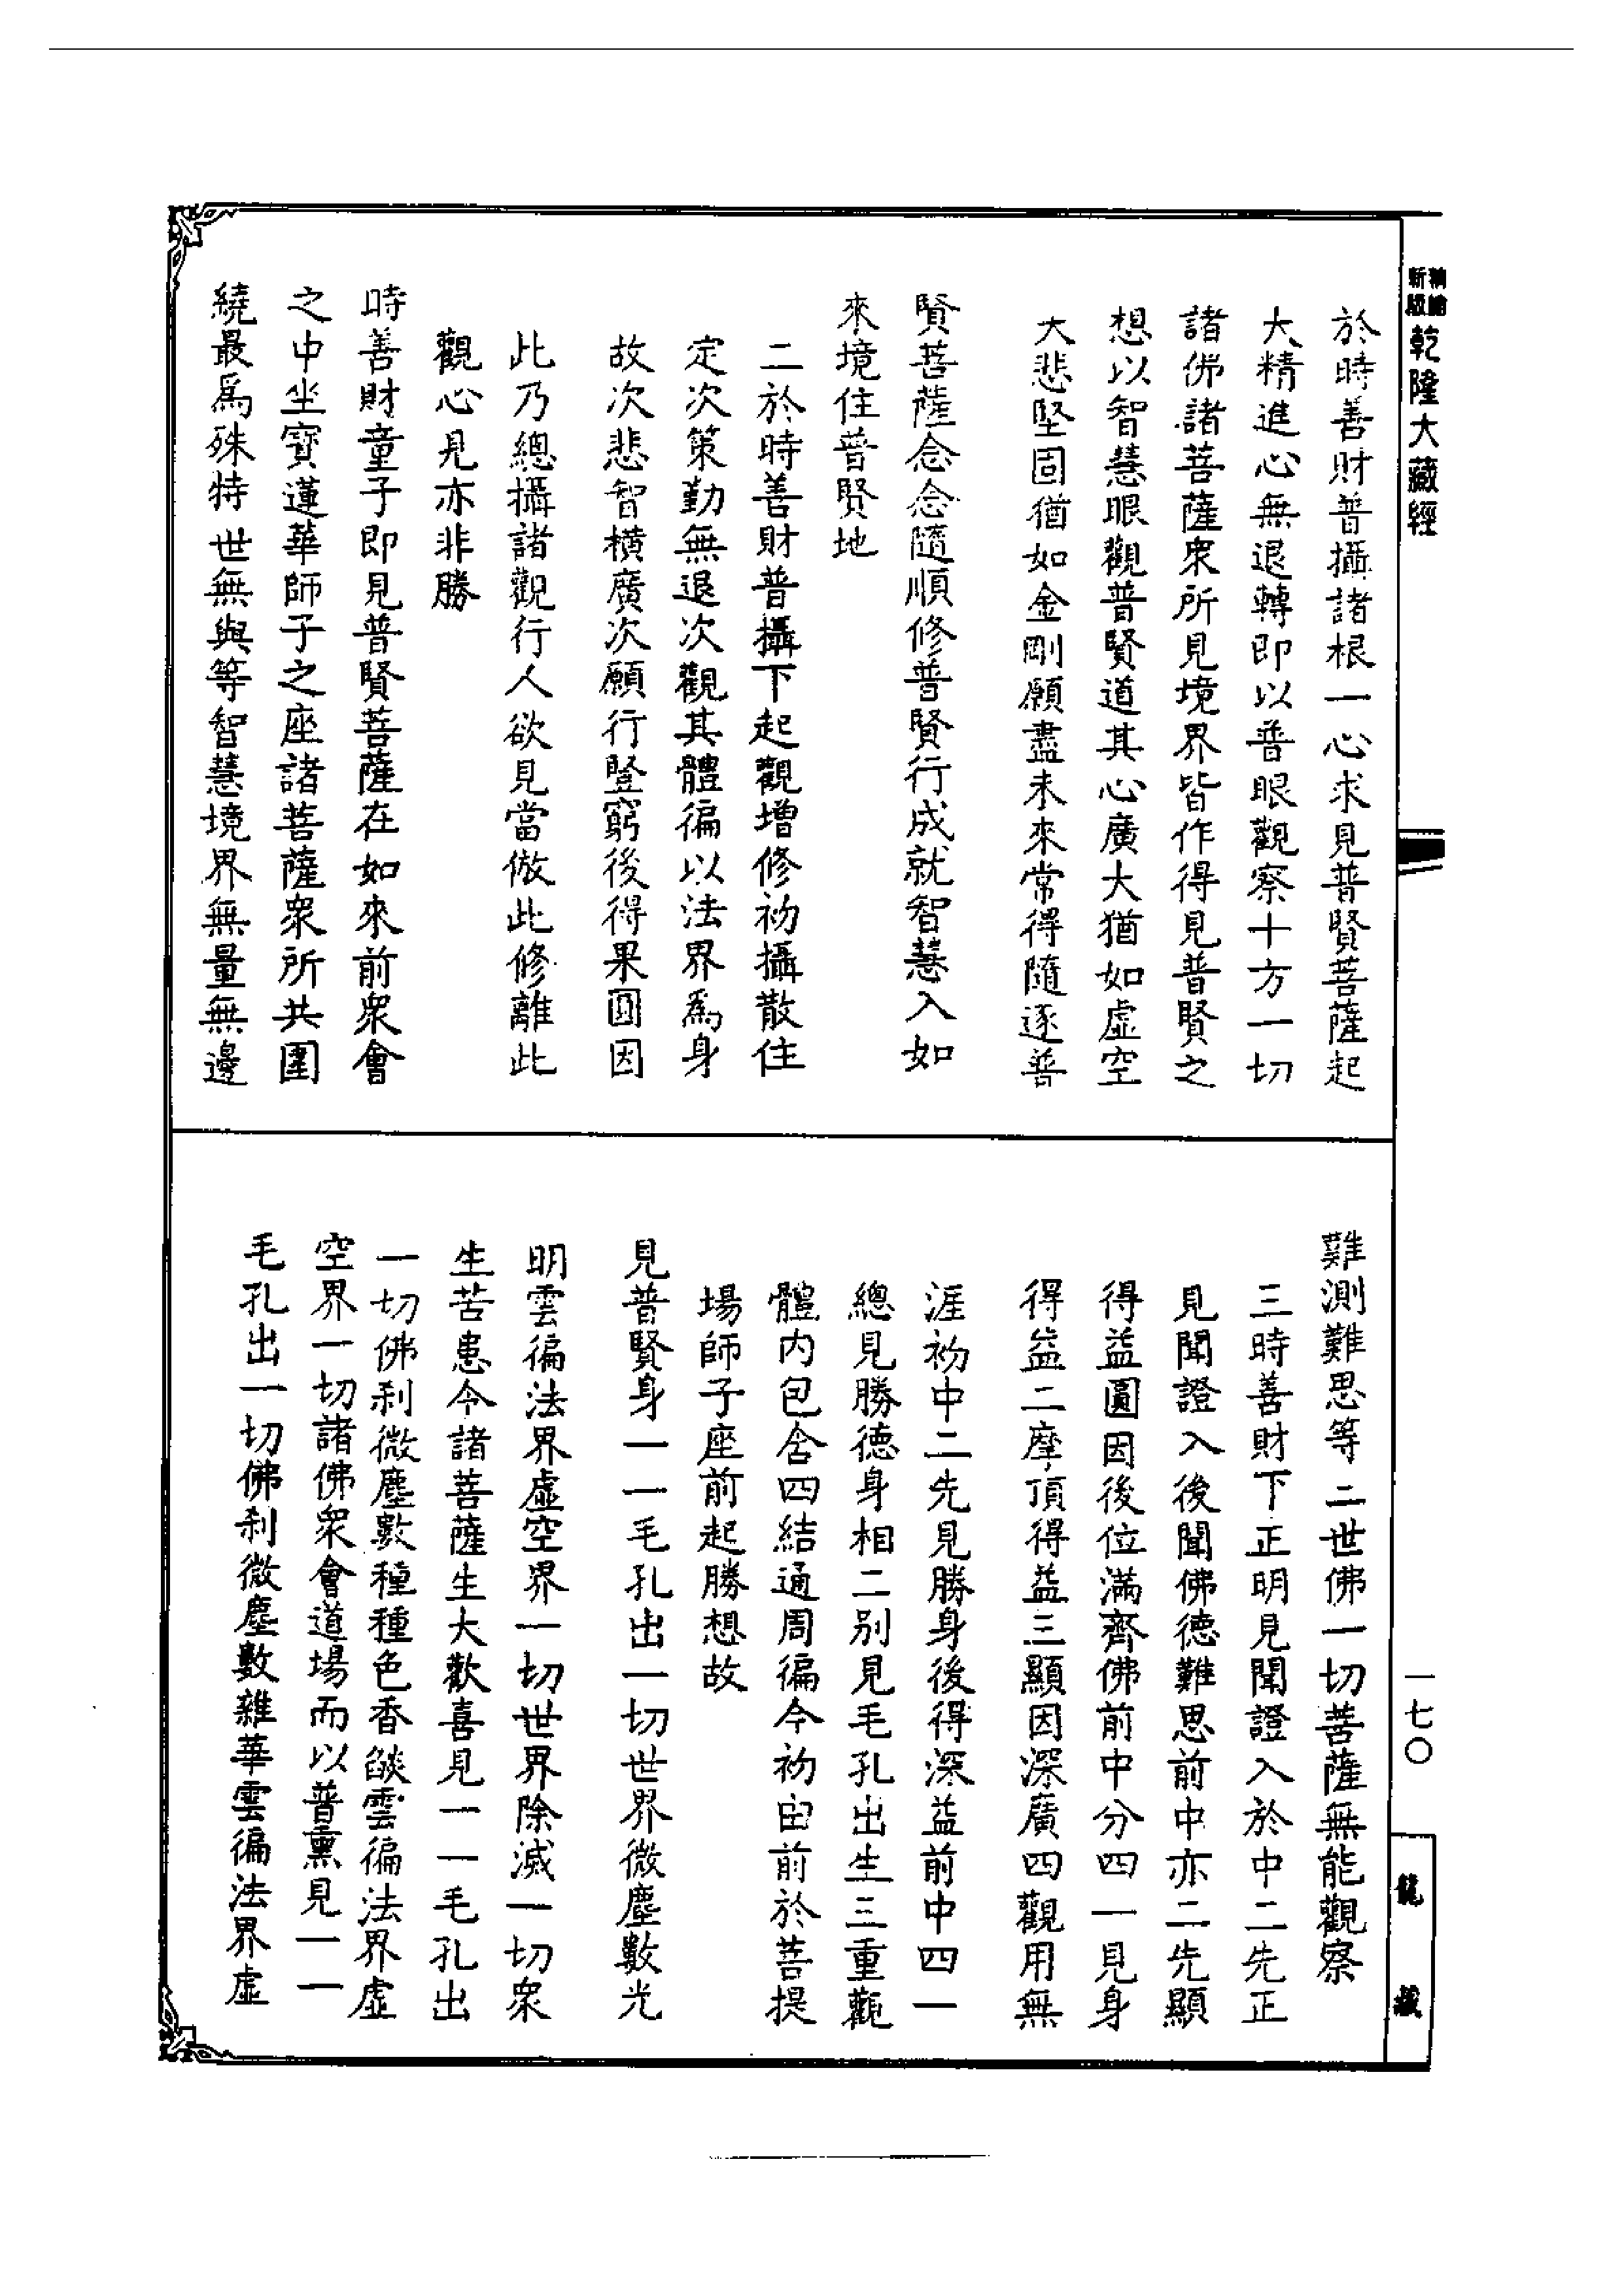 新版精縮乾隆大藏經
於時善財普攝諸根一心求見普賢菩薩起
大精進心無退轉即以普眼觀察十方一切
諸佛諸菩薩衆所見境界皆作得見普賢之
想以智慧眼觀普賢道其心廣大猶如虛空
大悲堅固猶如金剛願盡未來常得隨逐普
賢菩薩念念隨順修普賢行成就智慧入如
來境住普賢地
二於時善財普攝下起觀增修初攝散住
定次策勤無退次觀其體徧以法界爲身
故次悲智橫廣次願行豎窮後得果圓因
此乃總攝諸觀行人欲見當倣此修離此
觀心見亦非勝
時善財童子即見普賢菩薩在如來前衆會
之中坐寶蓮華師子之座諸菩薩衆所共圍
繞最爲殊特世無與等智慧境界無量無邊
難測難思等三世佛一切菩薩無能觀察
三時善財下正明見聞證入於中二先正
見聞證入後聞佛德難思前中亦二先顯
得益圓因後位滿齊佛前中分四一見身
得益二摩頂得益三顯因深廣四觀用無
涯初中二先見勝身後得深益前中四一
總見勝德身相二別見毛孔出生三重觀
體內包含四結通周徧今初由前於菩提
場師子座前起勝想故
見普賢身一一毛孔出一切世界微塵數光
明雲徧法界虛空界一切世界除滅一切衆
生苦患令諸菩薩生大歡喜見一一毛孔出
一切佛刹微塵數種種色香燄雲徧法界虛
空界一切諸佛衆會道場而以普熏見一一
毛孔出一切佛刹微塵數雜華雲徧法界虛
一七〇
龍藏